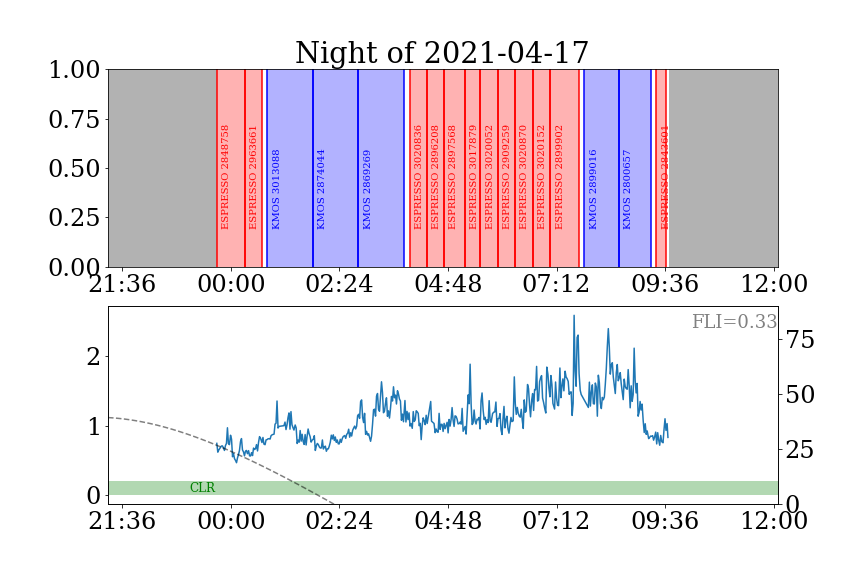 Night of 2021-04-17
1.00
0.75
0.50
0.25
0.00
ESPRESSO 2848758
ESPRESSO 2963661
KMOS 3013088
KMOS 2874044
KMOS 2869269
ESPRESSO 3020836
ESPRESSO 2896208
ESPRESSO 2897568
ESPRESSO 3017879
ESPRESSO 3020052
ESPRESSO 2909259
ESPRESSO 3020870
ESPRESSO 3020152
ESPRESSO 2899902
KMOS 2899016
KMOS 2800657
ESPRESSO 2843601
21:36 00:00 02:24 04:48 07:12 09:36 12:00
FLI=0.33
2
1
0
75
50
25
0
CLR
21:36 00:00 02:24 04:48 07:12 09:36 12:00